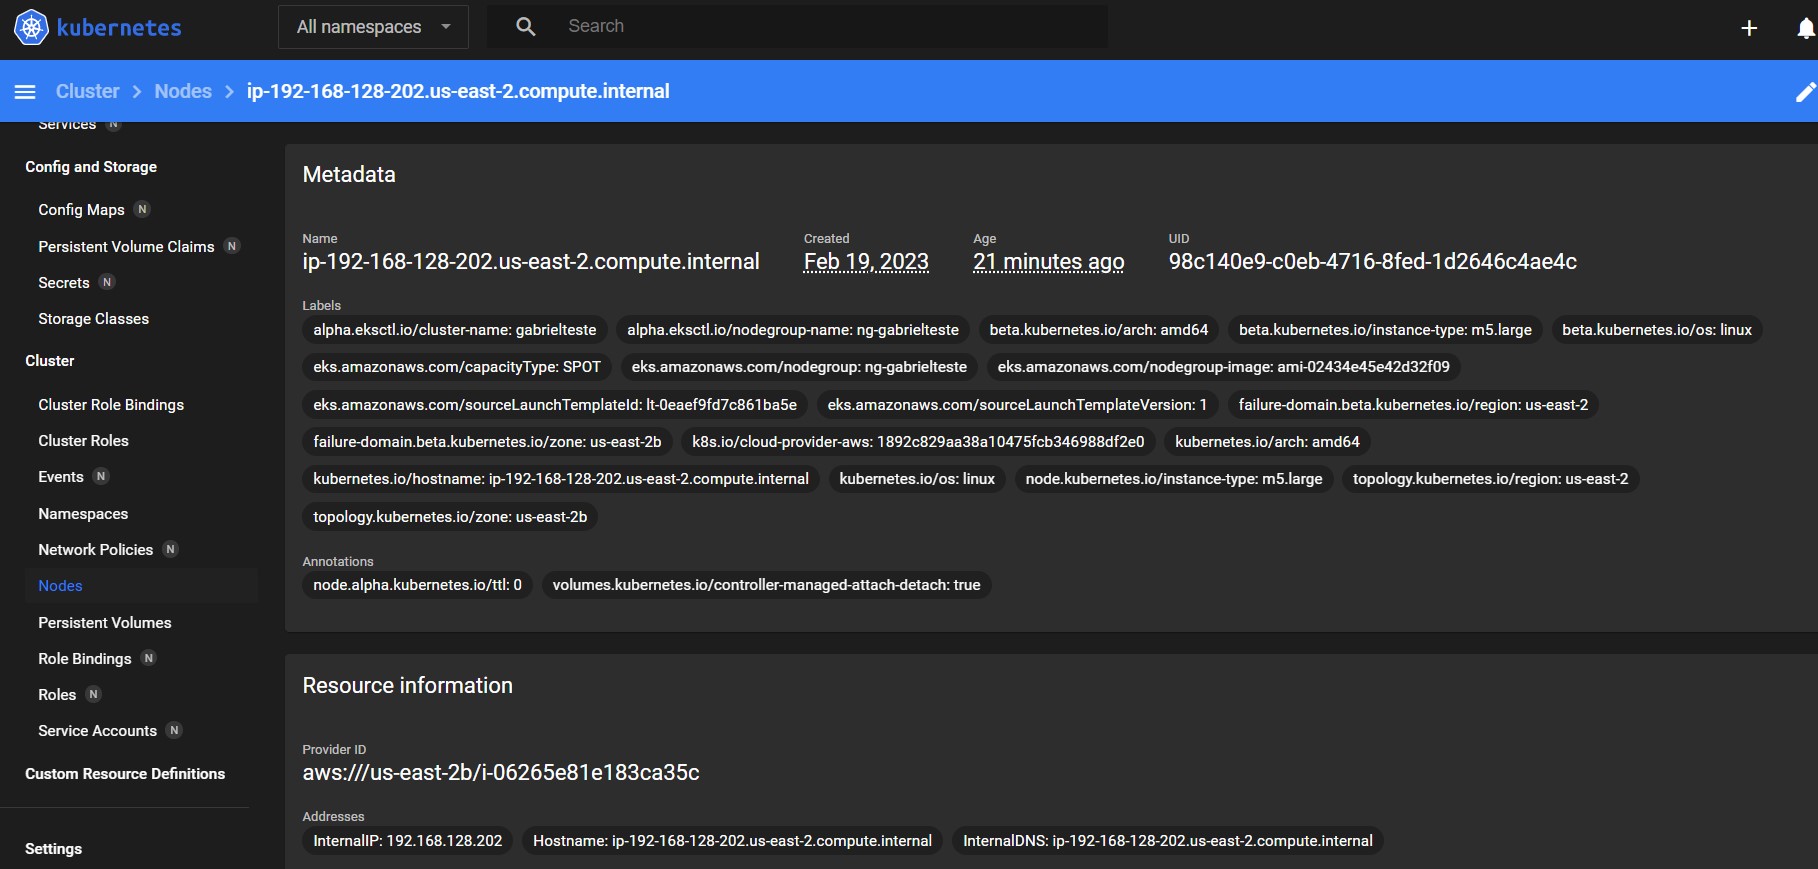 kubernetes
All namespaces
Search
Cluster > Nodes > ip-192-168-128-202.us-east-2.compute.internal
Services N
Config and Storage
Config Maps N
Persistent Volume Claims N
Secrets N
Storage Classes
Cluster
Cluster Role Bindings
Cluster Roles
Events N
Namespaces
Network Policies N
Nodes
Persistent Volumes
Role Bindings N
Roles N
Service Accounts N
Custom Resource Definitions
Settings
Metadata
Name Created Age UID
ip-192-168-128-202.us-east-2.compute.internal Feb 19, 2023 21 minutes ago 98c140e9-c0eb-4716-8fed-1d2646c4ae4c
Labels
alpha.eksctl.io/cluster-name: gabrielteste alpha.eksctl.io/nodegroup-name: ng-gabrielteste beta.kubernetes.io/arch: amd64 beta.kubernetes.io/instance-type: m5.large beta.kubernetes.io/os: linux
eks.amazonaws.com/capacityType: SPOT eks.amazonaws.com/nodegroup: ng-gabrielteste eks.amazonaws.com/nodegroup-image: ami-02434e45e42d32f09
eks.amazonaws.com/sourceLaunchTemplateId: lt-0eaef9fd7c861ba5e eks.amazonaws.com/sourceLaunchTemplateVersion: 1 failure-domain.beta.kubernetes.io/region: us-east-2
failure-domain.beta.kubernetes.io/zone: us-east-2b k8s.io/cloud-provider-aws: 1892c829aa38a10475fcb346988df2e0 kubernetes.io/arch: amd64
kubernetes.io/hostname: ip-192-168-128-202.us-east-2.compute.internal kubernetes.io/os: linux node.kubernetes.io/instance-type: m5.large topology.kubernetes.io/region: us-east-2
topology.kubernetes.io/zone: us-east-2b
Annotations
node.alpha.kubernetes.io/ttl: 0 volumes.kubernetes.io/controller-managed-attach-detach: true
Resource information
Provider ID
aws:///us-east-2b/i-06265e81e183ca35c
Addresses
InternalIP: 192.168.128.202 Hostname: ip-192-168-128-202.us-east-2.compute.internal InternalDNS: ip-192-168-128-202.us-east-2.compute.internal